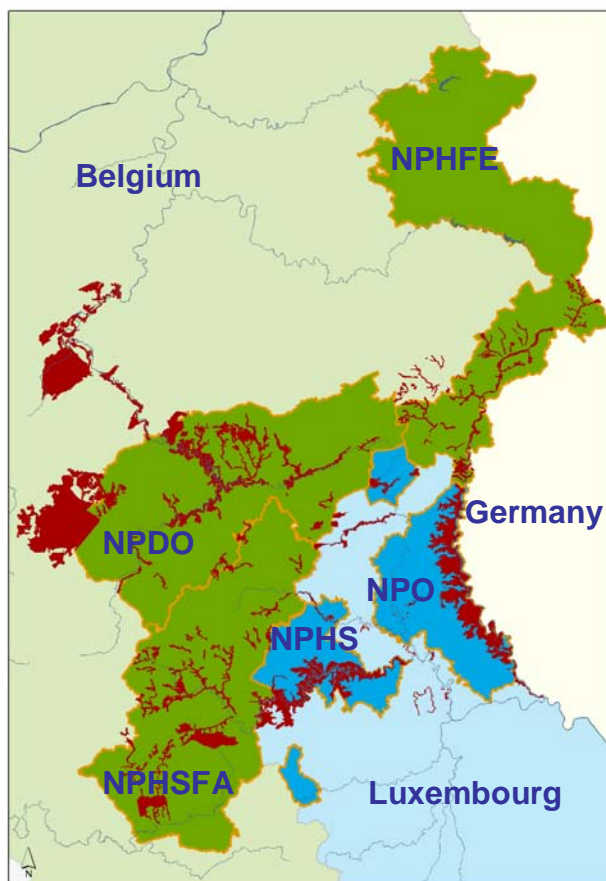 NPHFE
Belgium
Germany
NPDO
NPO
NPHS
NPHSFA
Luxembourg
N